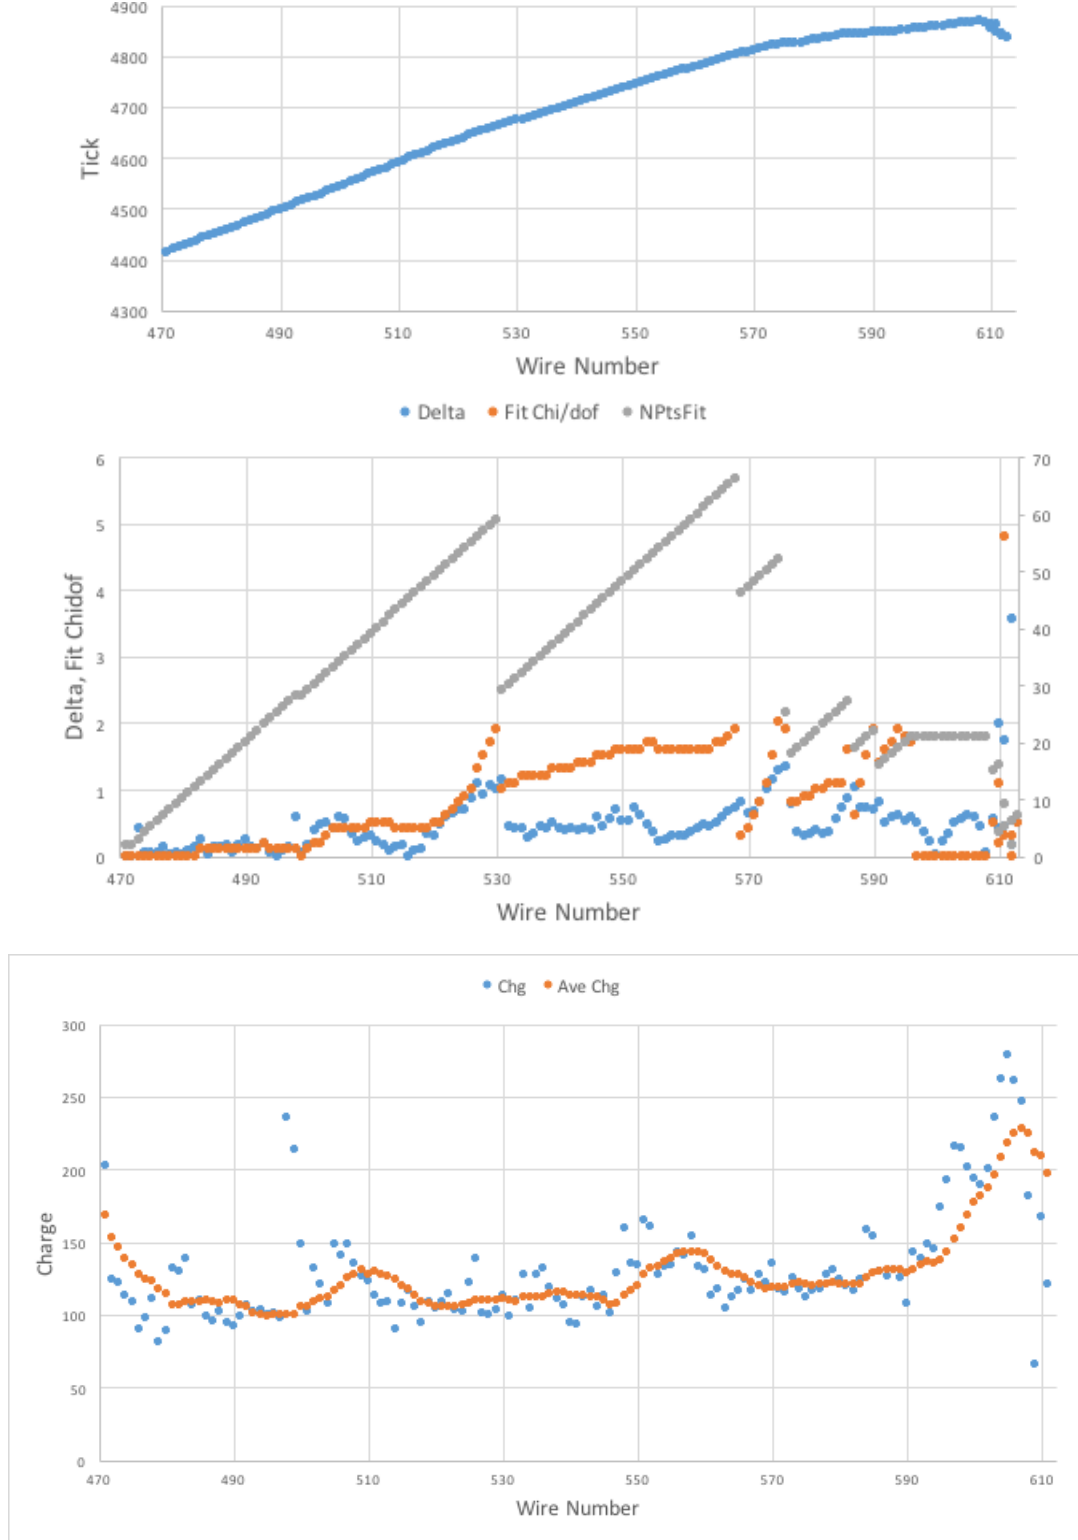 4900
4800
4700
4600
4500
4400
4300
Tick
470 490 510 530 550 570 590 610
Wire Number
Delta Fit Chi/dof NPtsFit
6 70
60
5
50
4
40
3
30
2
20
1
10
0 0
Delta, Fit Chidof
470 490 510 530 550 570 590 610
Wire Number
Chg Ave Chg
300
250
200
150
100
50
0
Charge
470 490 510 530 550 570 590 610
Wire Number